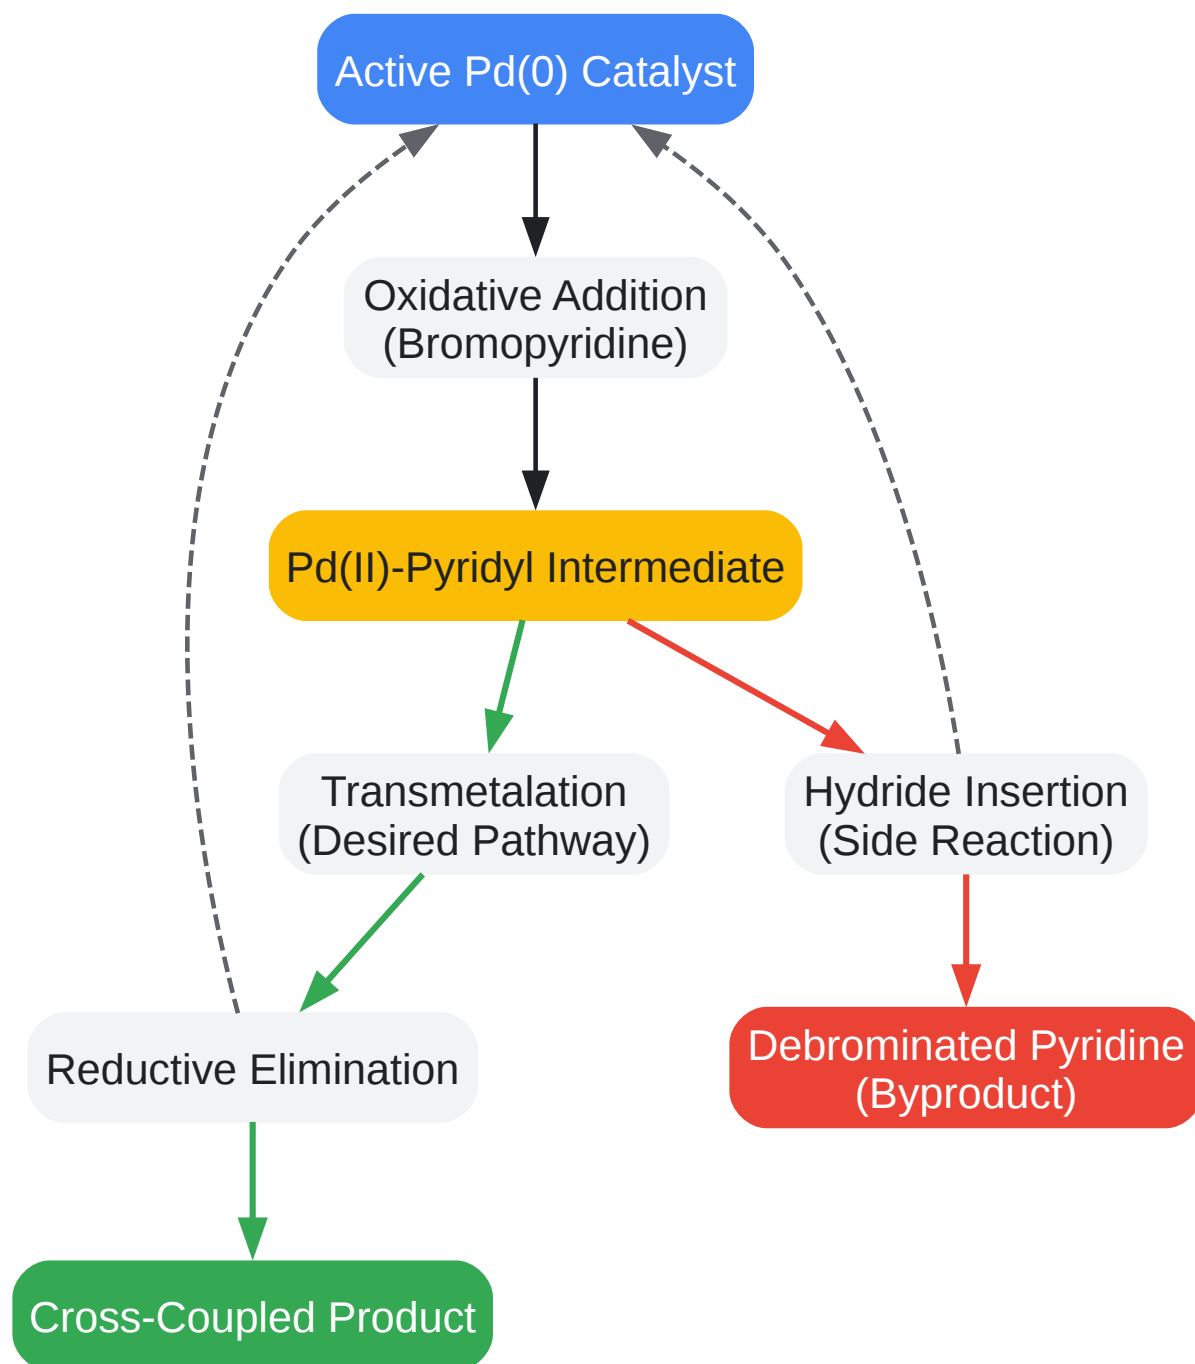 Active Pd(0) Catalyst
Oxidative Addition
(Bromopyridine)
Pd(II)-Pyridyl Intermediate
Transmetalation
(Desired Pathway)
Hydride Insertion
(Side Reaction)
Reductive Elimination
Debrominated Pyridine
(Byproduct)
Cross-Coupled Product